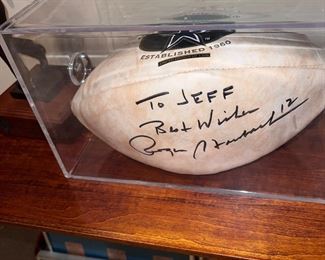 ESTABLISHED 1960
TO JEFF
Best Wishes
Roger Staubach 12